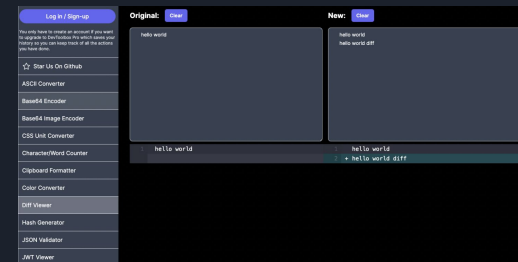 Log in / Sign-up
You only have to create an account if you want
to upgrade to DevToolbox Pro which saves your
history so you can keep track of all the actions
you have done.
Star Us On Github
ASCII Converter
Base64 Encoder
Base64 Image Encoder
CSS Unit Converter
Character/Word Counter
Clipboard Formatter
Color Converter
Diff Viewer
Hash Generator
JSON Validator
JWT Viewer
Original: Clear
hello world
New: Clear
hello world
hello world diff
1 hello world
1 hello world
2 + hello world diff